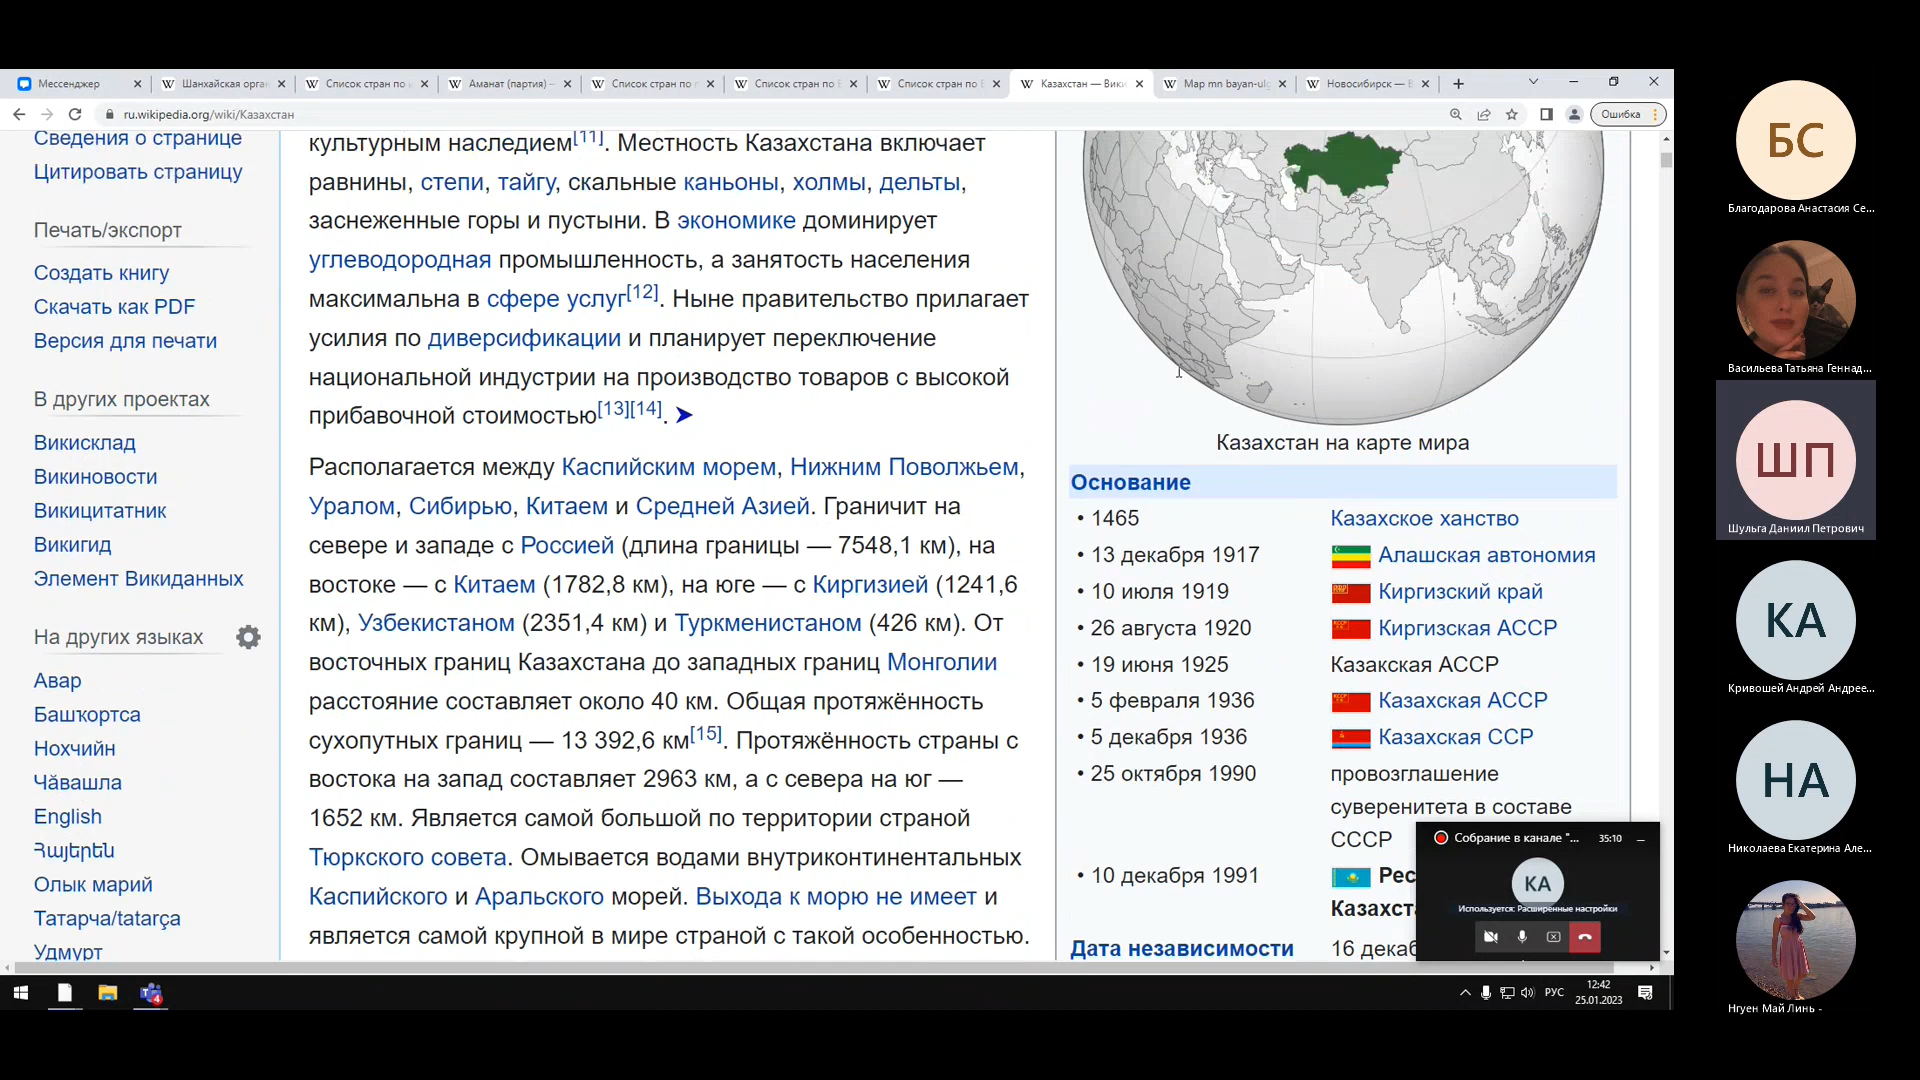 Мессенджер
Шанхайская орган
Список стран по
Аманат (партия) –
Список стран по
Список стран по
Список стран по
Казахстан — Вики
Map mn bayan-ulg
Новосибирск — В
ru.wikipedia.org/wiki/Казахстан
Ошибка
Сведения о странице
Цитировать страницу
Печать/экспорт
Создать книгу
Скачать как PDF
Версия для печати
В других проектах
Викисклад
Викиновости
Викицитатник
Викигид
Элемент Викиданных
На других языках
Авар
Башҡортса
Нохчийн
Чӑвашла
English
Հայերեն
Олык марий
Татарча/tatarça
Удмурт
культурным наследием[11]. Местность Казахстана включает
равнины, степи, тайгу, скальные каньоны, холмы, дельты,
заснеженные горы и пустыни. В экономике доминирует
углеводородная промышленность, а занятость населения
максимальна в сфере услуг[12]. Ныне правительство прилагает
усилия по диверсификации и планирует переключение
национальной индустрии на производство товаров с высокой
прибавочной стоимостью[13][14]. ➤
Располагается между Каспийским морем, Нижним Поволжьем,
Уралом, Сибирью, Китаем и Средней Азией. Граничит на
севере и западе с Россией (длина границы — 7548,1 км), на
востоке — с Китаем (1782,8 км), на юге — с Киргизией (1241,6
км), Узбекистаном (2351,4 км) и Туркменистаном (426 км). От
восточных границ Казахстана до западных границ Монголии
расстояние составляет около 40 км. Общая протяжённость
сухопутных границ — 13 392,6 км[15]. Протяжённость страны с
востока на запад составляет 2963 км, а с севера на юг —
1652 км. Является самой большой по территории страной
Тюркского совета. Омывается водами внутриконтинентальных
Каспийского и Аральского морей. Выхода к морю не имеет и
является самой крупной в мире страной с такой особенностью.
Казахстан на карте мира
Основание
• 1465 Казахское ханство
• 13 декабря 1917 Алашская автономия
• 10 июля 1919 Киргизский край
• 26 августа 1920 Киргизская АССР
• 19 июня 1925 Казакская АССР
• 5 февраля 1936 Казахская АССР
• 5 декабря 1936 Казахская ССР
• 25 октября 1990 провозглашение
суверенитета в составе
СССР
• 10 декабря 1991 Рес
Казахст
Дата независимости 16 декаб
Собрание в канале "... 35:10
КА
Используется: Расширенные настройки
РУС
12:42
25.01.2023
БС
Благодарова Анастасия Се...
Васильева Татьяна Геннад...
ШП
Шульга Даниил Петрович
КА
Кривошей Андрей Андрее...
НА
Николаева Екатерина Але...
Нгуен Май Линь -